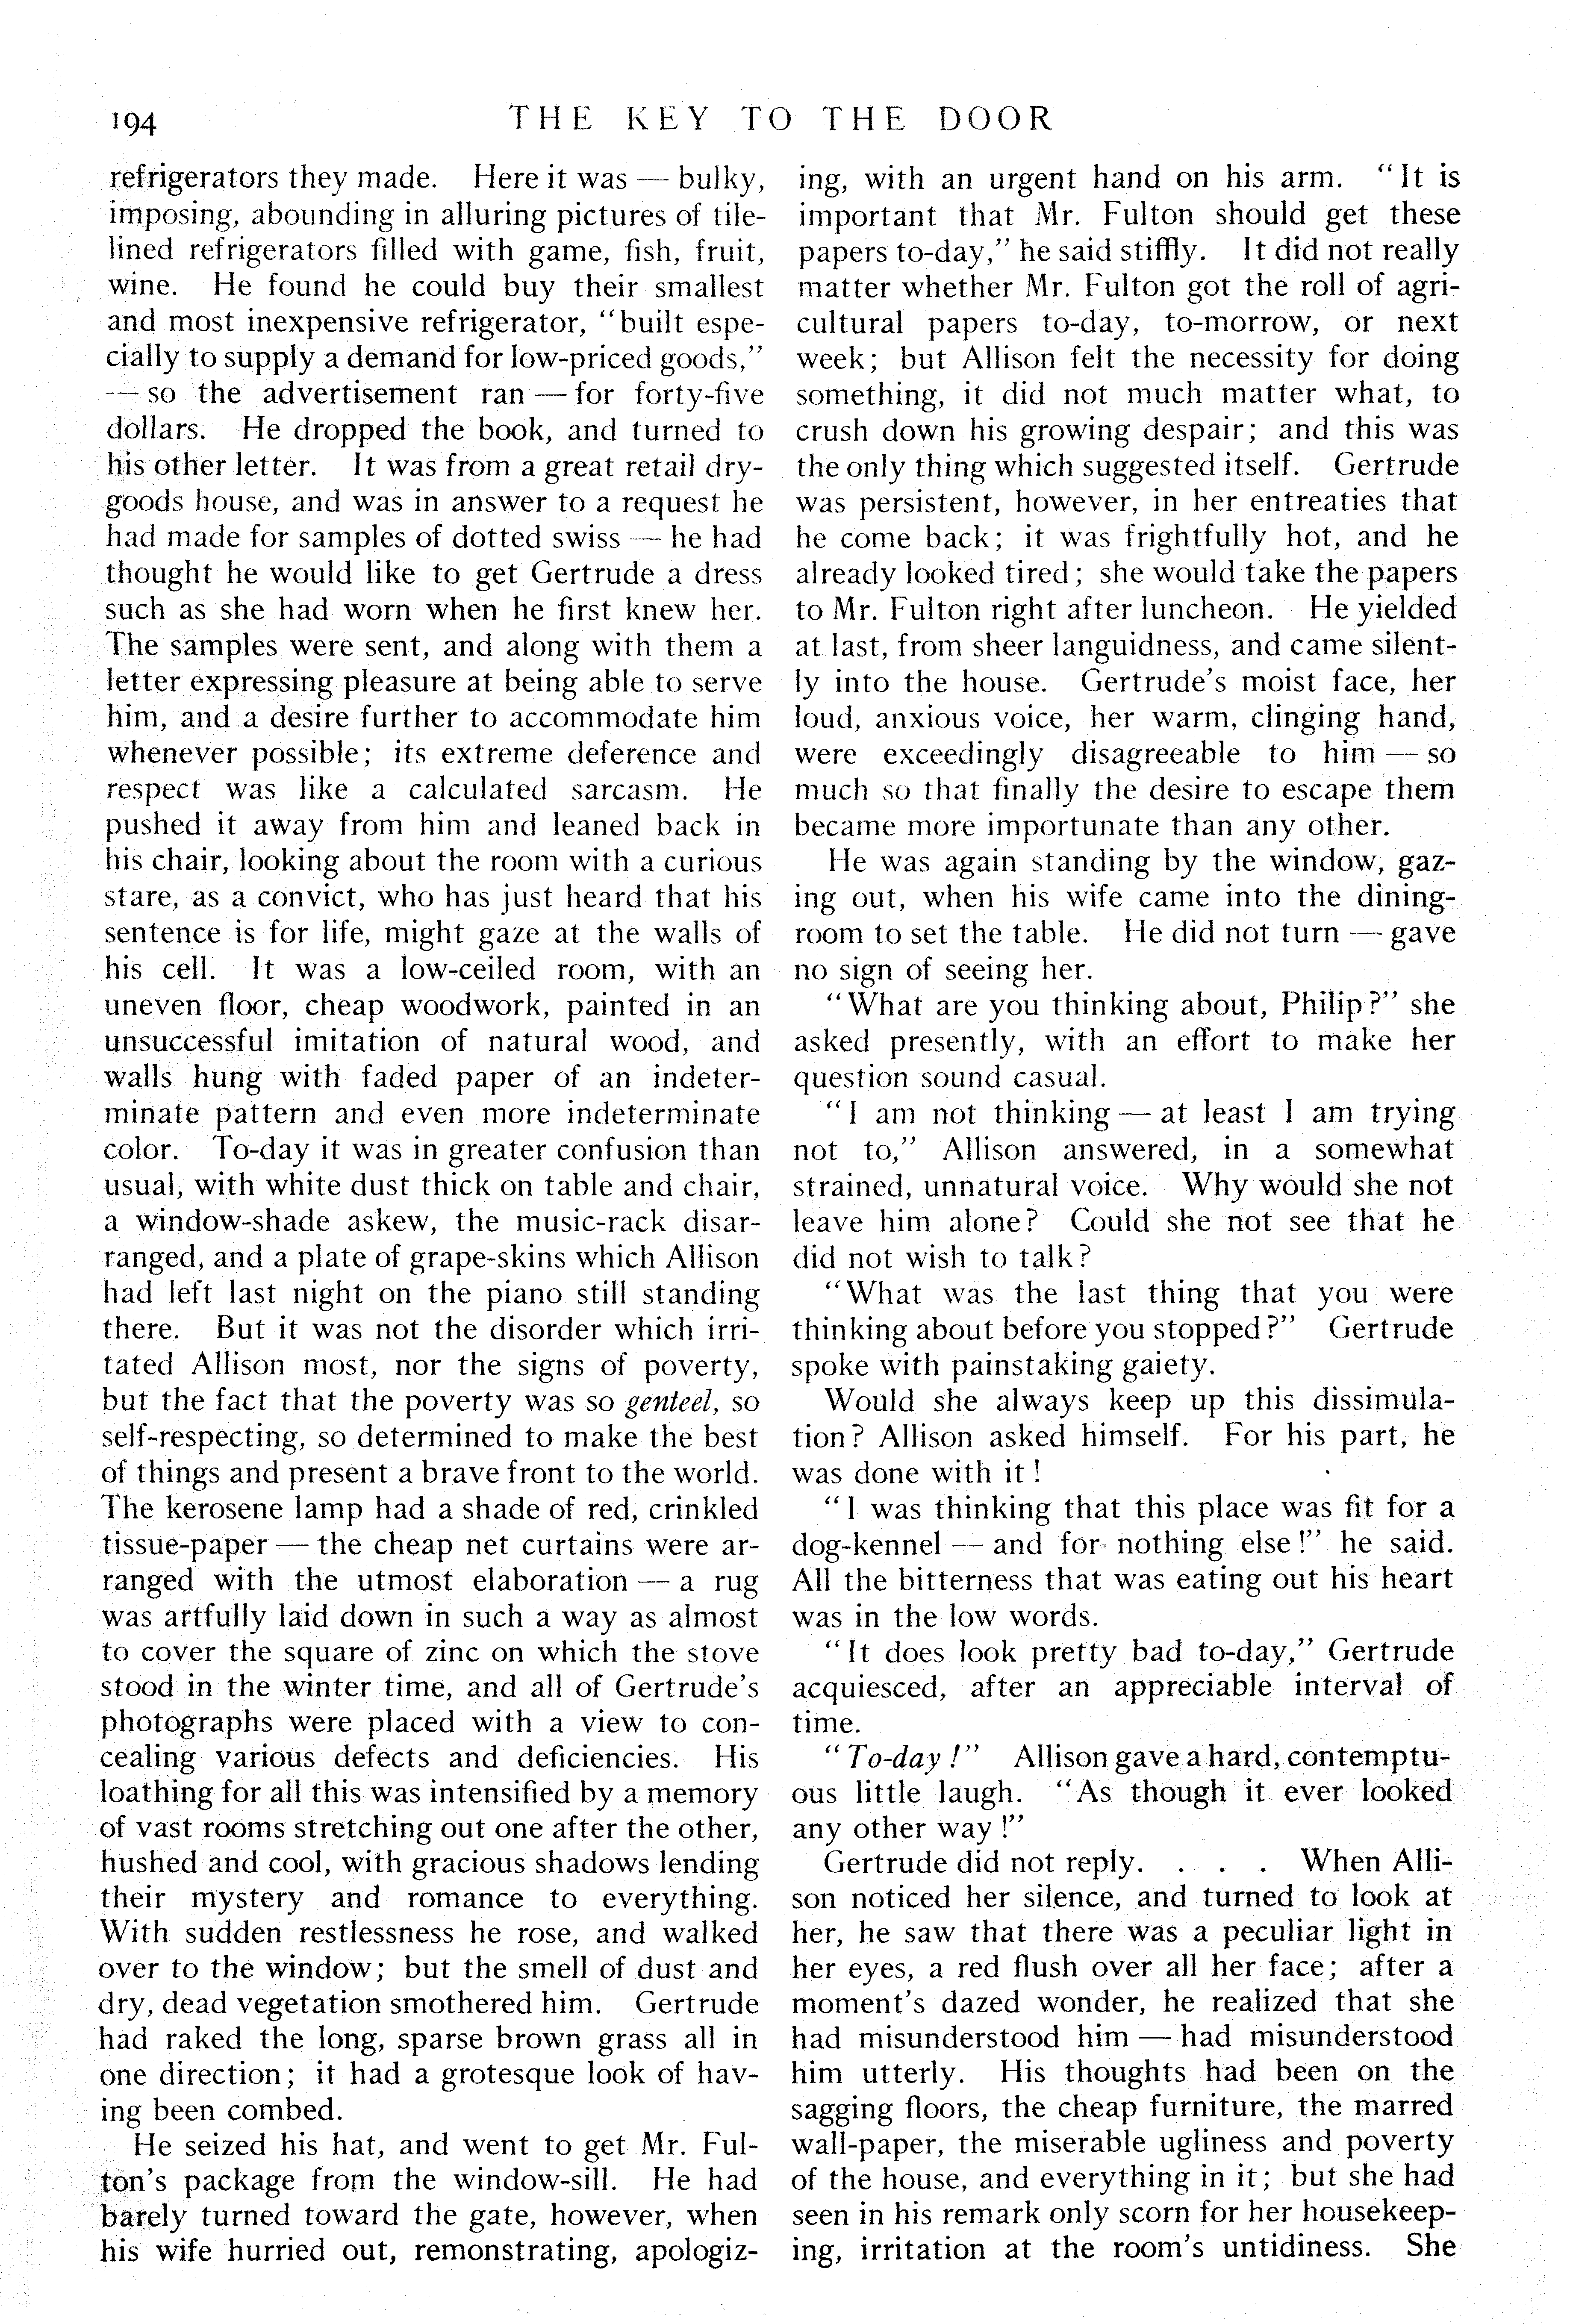 194
THE KEY TO THE DOOR
refrigerators they made. Here it was — bulky,
imposing, abounding in alluring pictures of tile-
lined refrigerators filled with game, fish, fruit,
wine. He found he could buy their smallest
and most inexpensive refrigerator, "built espe-
cially to supply a demand for low-priced goods,"
— so the advertisement ran — for forty-five
dollars. He dropped the book, and turned to
his other letter. It was from a great retail dry-
goods house, and was in answer to a request he
had made for samples of dotted swiss — he had
thought he would like to get Gertrude a dress
such as she had worn when he first knew her.
The samples were sent, and along with them a
letter expressing pleasure at being able to serve
him, and a desire further to accommodate him
whenever possible; its extreme deference and
respect was like a calculated sarcasm. He
pushed it away from him and leaned back in
his chair, looking about the room with a curious
stare, as a convict, who has just heard that his
sentence is for life, might gaze at the walls of
his cell. It was a low-ceiled room, with an
uneven floor, cheap woodwork, painted in an
unsuccessful imitation of natural wood, and
walls hung with faded paper of an indeter-
minate pattern and even more indeterminate
color. To-day it was in greater confusion than
usual, with white dust thick on table and chair,
a window-shade askew, the music-rack disar-
ranged, and a plate of grape-skins which Allison
had left last night on the piano still standing
there. But it was not the disorder which irri-
tated Allison most, nor the signs of poverty,
but the fact that the poverty was so genteel, so
self-respecting, so determined to make the best
of things and present a brave front to the world.
The kerosene lamp had a shade of red, crinkled
tissue-paper — the cheap net curtains were ar-
ranged with the utmost elaboration — a rug
was artfully laid down in such a way as almost
to cover the square of zinc on which the stove
stood in the winter time, and all of Gertrude's
photographs were placed with a view to con-
cealing various defects and deficiencies. His
loathing for all this was intensified by a memory
of vast rooms stretching out one after the other,
hushed and cool, with gracious shadows lending
their mystery and romance to everything.
With sudden restlessness he rose, and walked
over to the window; but the smell of dust and
dry, dead vegetation smothered him. Gertrude
had raked the long, sparse brown grass all in
one direction; it had a grotesque look of hav-
ing been combed.
He seized his hat, and went to get Mr. Ful-
ton's package from the window-sill. He had
barely turned toward the gate, however, when
his wife hurried out, remonstrating, apologiz-
ing, with an urgent hand on his arm. "It is
important that Mr. Fulton should get these
papers to-day," he said stiffly. It did not really
matter whether Mr. Fulton got the roll of agri-
cultural papers to-day, to-morrow, or next
week; but Allison felt the necessity for doing
something, it did not much matter what, to
crush down his growing despair; and this was
the only thing which suggested itself. Gertrude
was persistent, however, in her entreaties that
he come back; it was frightfully hot, and he
already looked tired; she would take the papers
to Mr. Fulton right after luncheon. He yielded
at last, from sheer languidness, and came silent-
ly into the house. Gertrude's moist face, her
loud, anxious voice, her warm, clinging hand,
were exceedingly disagreeable to him — so
much so that finally the desire to escape them
became more importunate than any other.
He was again standing by the window, gaz-
ing out, when his wife came into the dining-
room to set the table. He did not turn — gave
no sign of seeing her.
"What are you thinking about, Philip?" she
asked presently, with an effort to make her
question sound casual.
"I am not thinking — at least I am trying
not to," Allison answered, in a somewhat
strained, unnatural voice. Why would she not
leave him alone? Could she not see that he
did not wish to talk?
"What was the last thing that you were
thinking about before you stopped?" Gertrude
spoke with painstaking gaiety.
Would she always keep up this dissimula-
tion? Allison asked himself. For his part, he
was done with it!
"I was thinking that this place was fit for a
dog-kennel — and for nothing else!" he said.
All the bitterness that was eating out his heart
was in the low words.
"It does look pretty bad to-day," Gertrude
acquiesced, after an appreciable interval of
time.
"To-day!" Allison gave a hard, contemptu-
ous little laugh. "As though it ever looked
any other way!"
Gertrude did not reply. . . . When Alli-
son noticed her silence, and turned to look at
her, he saw that there was a peculiar light in
her eyes, a red flush over all her face; after a
moment's dazed wonder, he realized that she
had misunderstood him — had misunderstood
him utterly. His thoughts had been on the
sagging floors, the cheap furniture, the marred
wall-paper, the miserable ugliness and poverty
of the house, and everything in it; but she had
seen in his remark only scorn for her housekeep-
ing, irritation at the room's untidiness. She